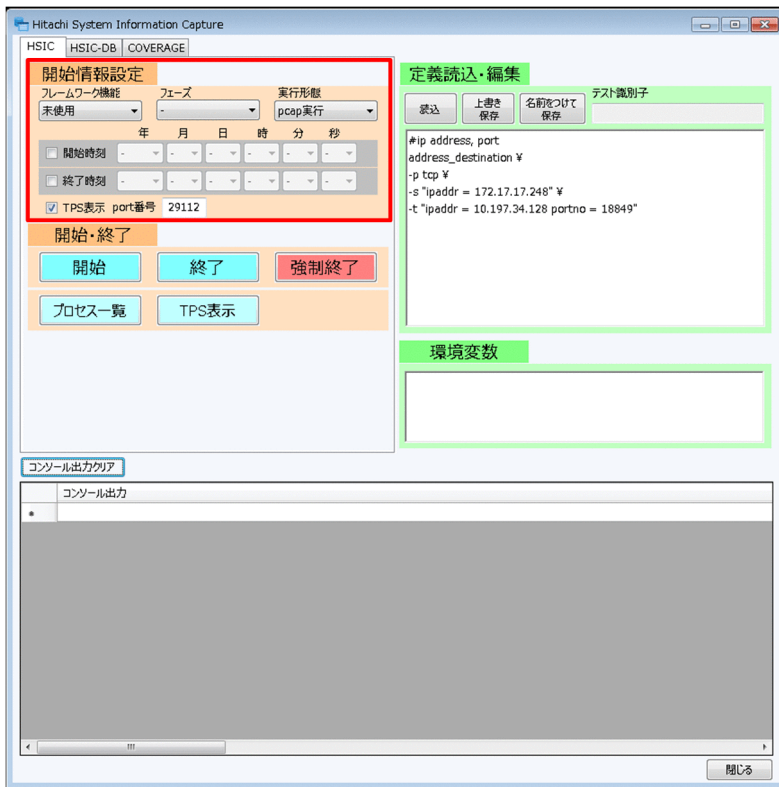 Hitachi System Information Capture
HSIC HSIC-DB COVERAGE
開始情報設定
フレームワーク機能 フェーズ 実行形態
未使用 - pcap実行
年 月 日 時 分 秒
開始時刻 - - - - - -
終了時刻 - - - - - -
TPS表示 port番号 29112
開始・終了
開始 終了 強制終了
プロセス一覧 TPS表示
定義読込・編集
読込 上書き保存 名前をつけて保存 テスト識別子
#ip address, port
address_destination ¥
-p tcp ¥
-s "ipaddr = 172.17.17.248" ¥
-t "ipaddr = 10.197.34.128 portno = 18849"
環境変数
コンソール出力クリア
コンソール出力
*
閉じる